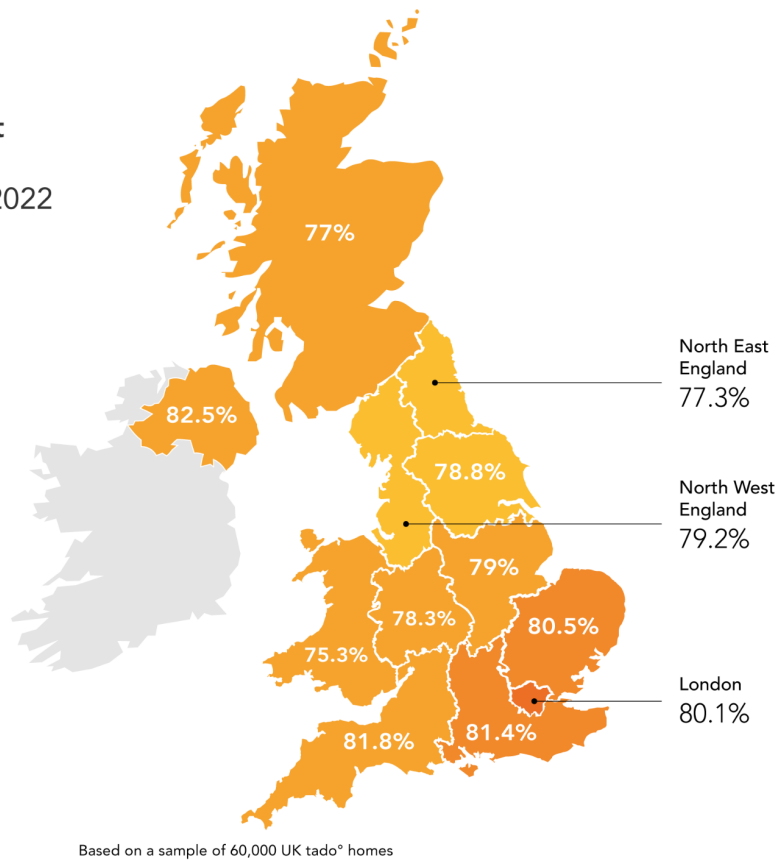 2022
77%
North East
England
77.3%
82.5%
78.8%
North West
England
79.2%
79%
78.3%
80.5%
75.3%
London
80.1%
81.4%
81.8%
Based on a sample of 60,000 UK tado° homes